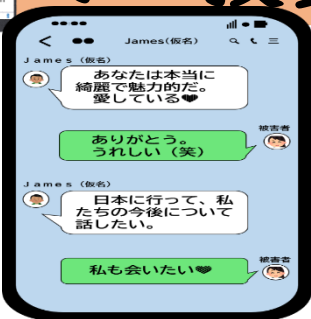 James(仮名)
James（仮名）
あなたは本当に
綺麗で魅力的だ。
愛している❤
被害者
ありがとう。
うれしい（笑）
James（仮名）
日本に行って、私
たちの今後について
話したい。
被害者
私も会いたい❤